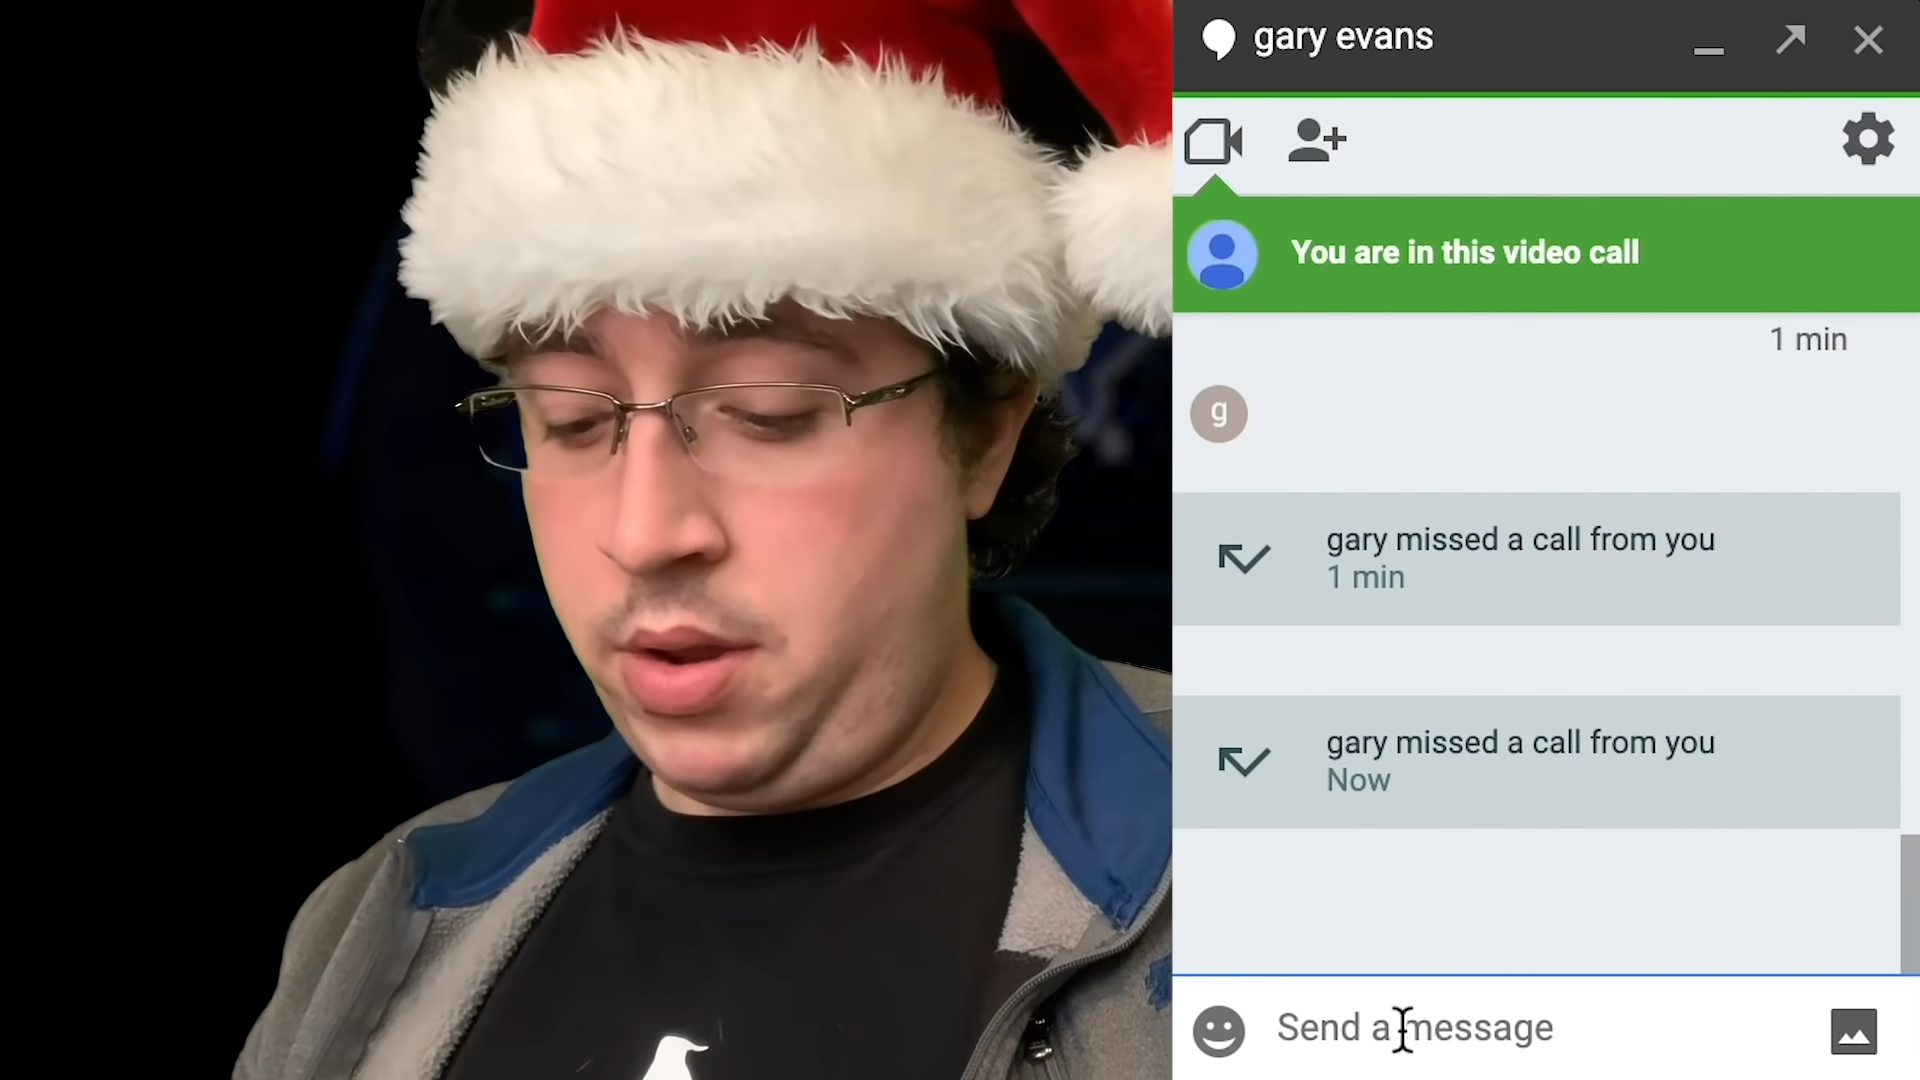 gary evans
You are in this video call
1 min
g
gary missed a call from you
1 min
gary missed a call from you
Now
Send a message